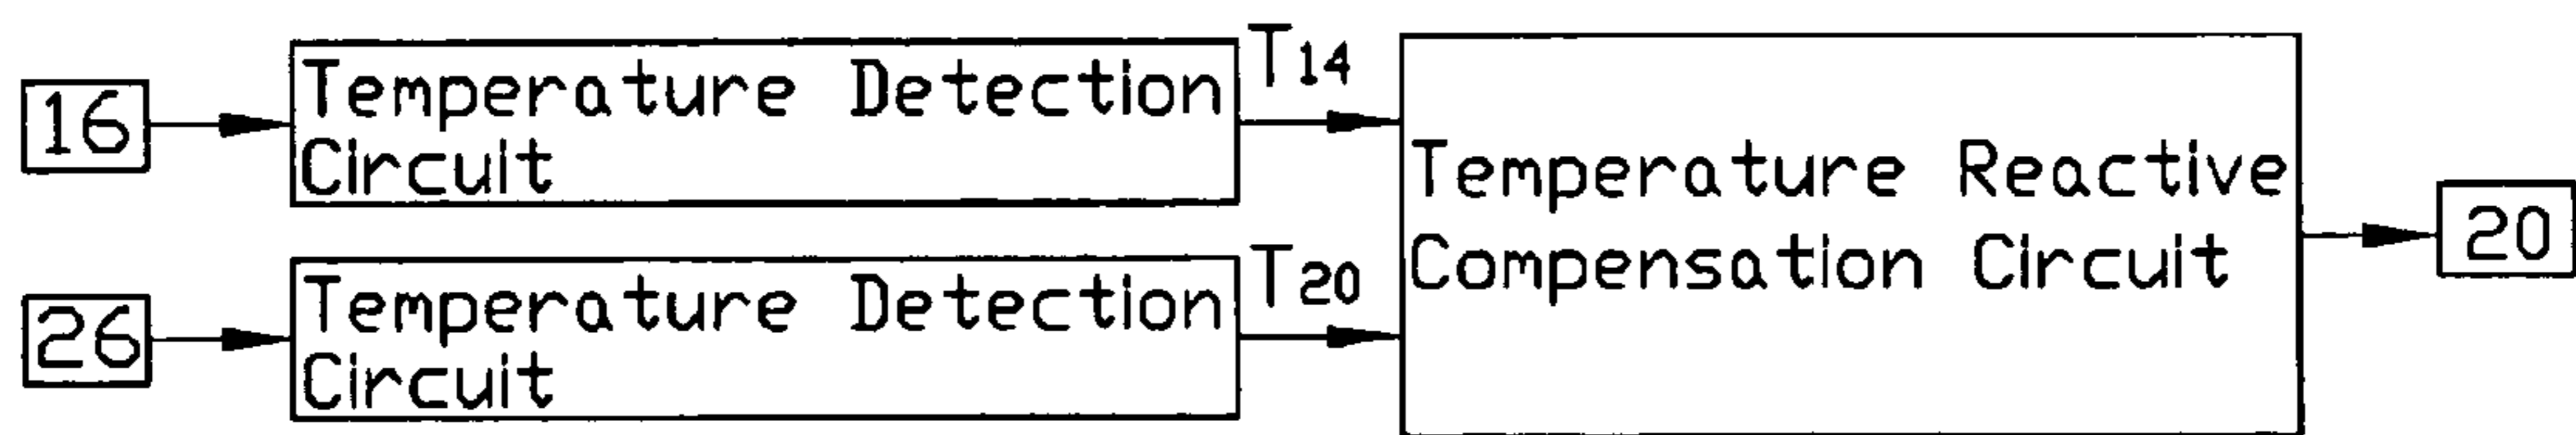 16
Temperature Detection
Circuit
T14
26
Temperature Detection
Circuit
T20
Temperature Reactive
Compensation Circuit
20